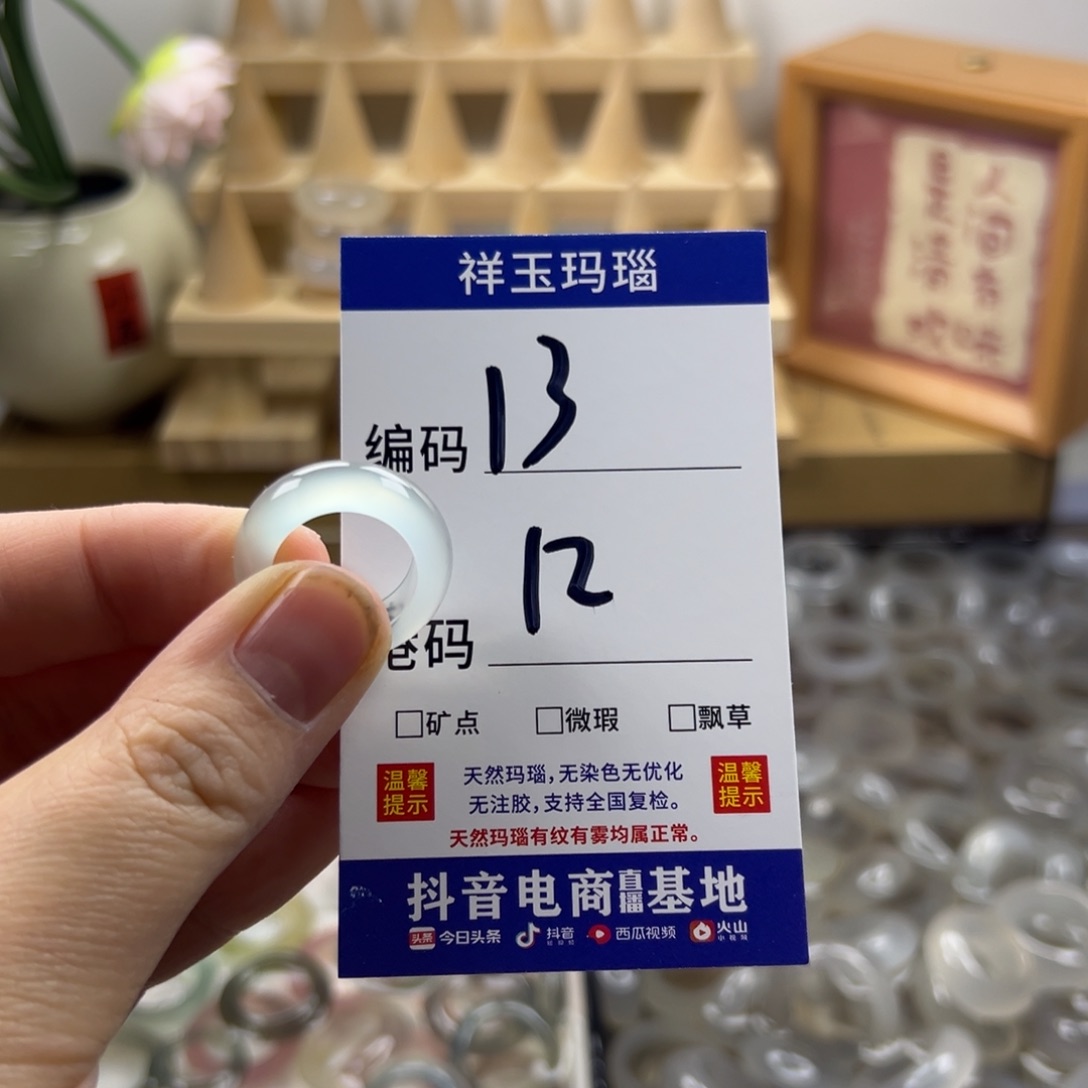 祥玉玛瑙
编码 13
港码 12
□矿点 □微瑕 □飘草
温馨提示
天然玛瑙，无染色无优化
无注胶，支持全国复检。
温馨提示
天然玛瑙有纹有雾均属正常。
抖音电商直播基地
头条 今日头条 抖音 西瓜视频 火山